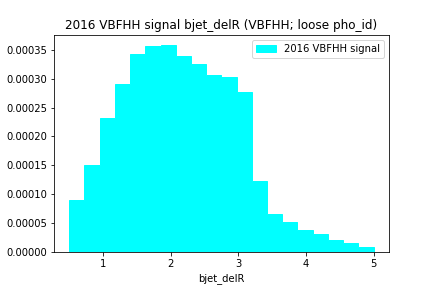 2016 VBFHH signal bjet_delR (VBFHH; loose pho_id)
2016 VBFHH signal
0.00035
0.00030
0.00025
0.00020
0.00015
0.00010
0.00005
0.00000
1 2 3 4 5
bjet_delR